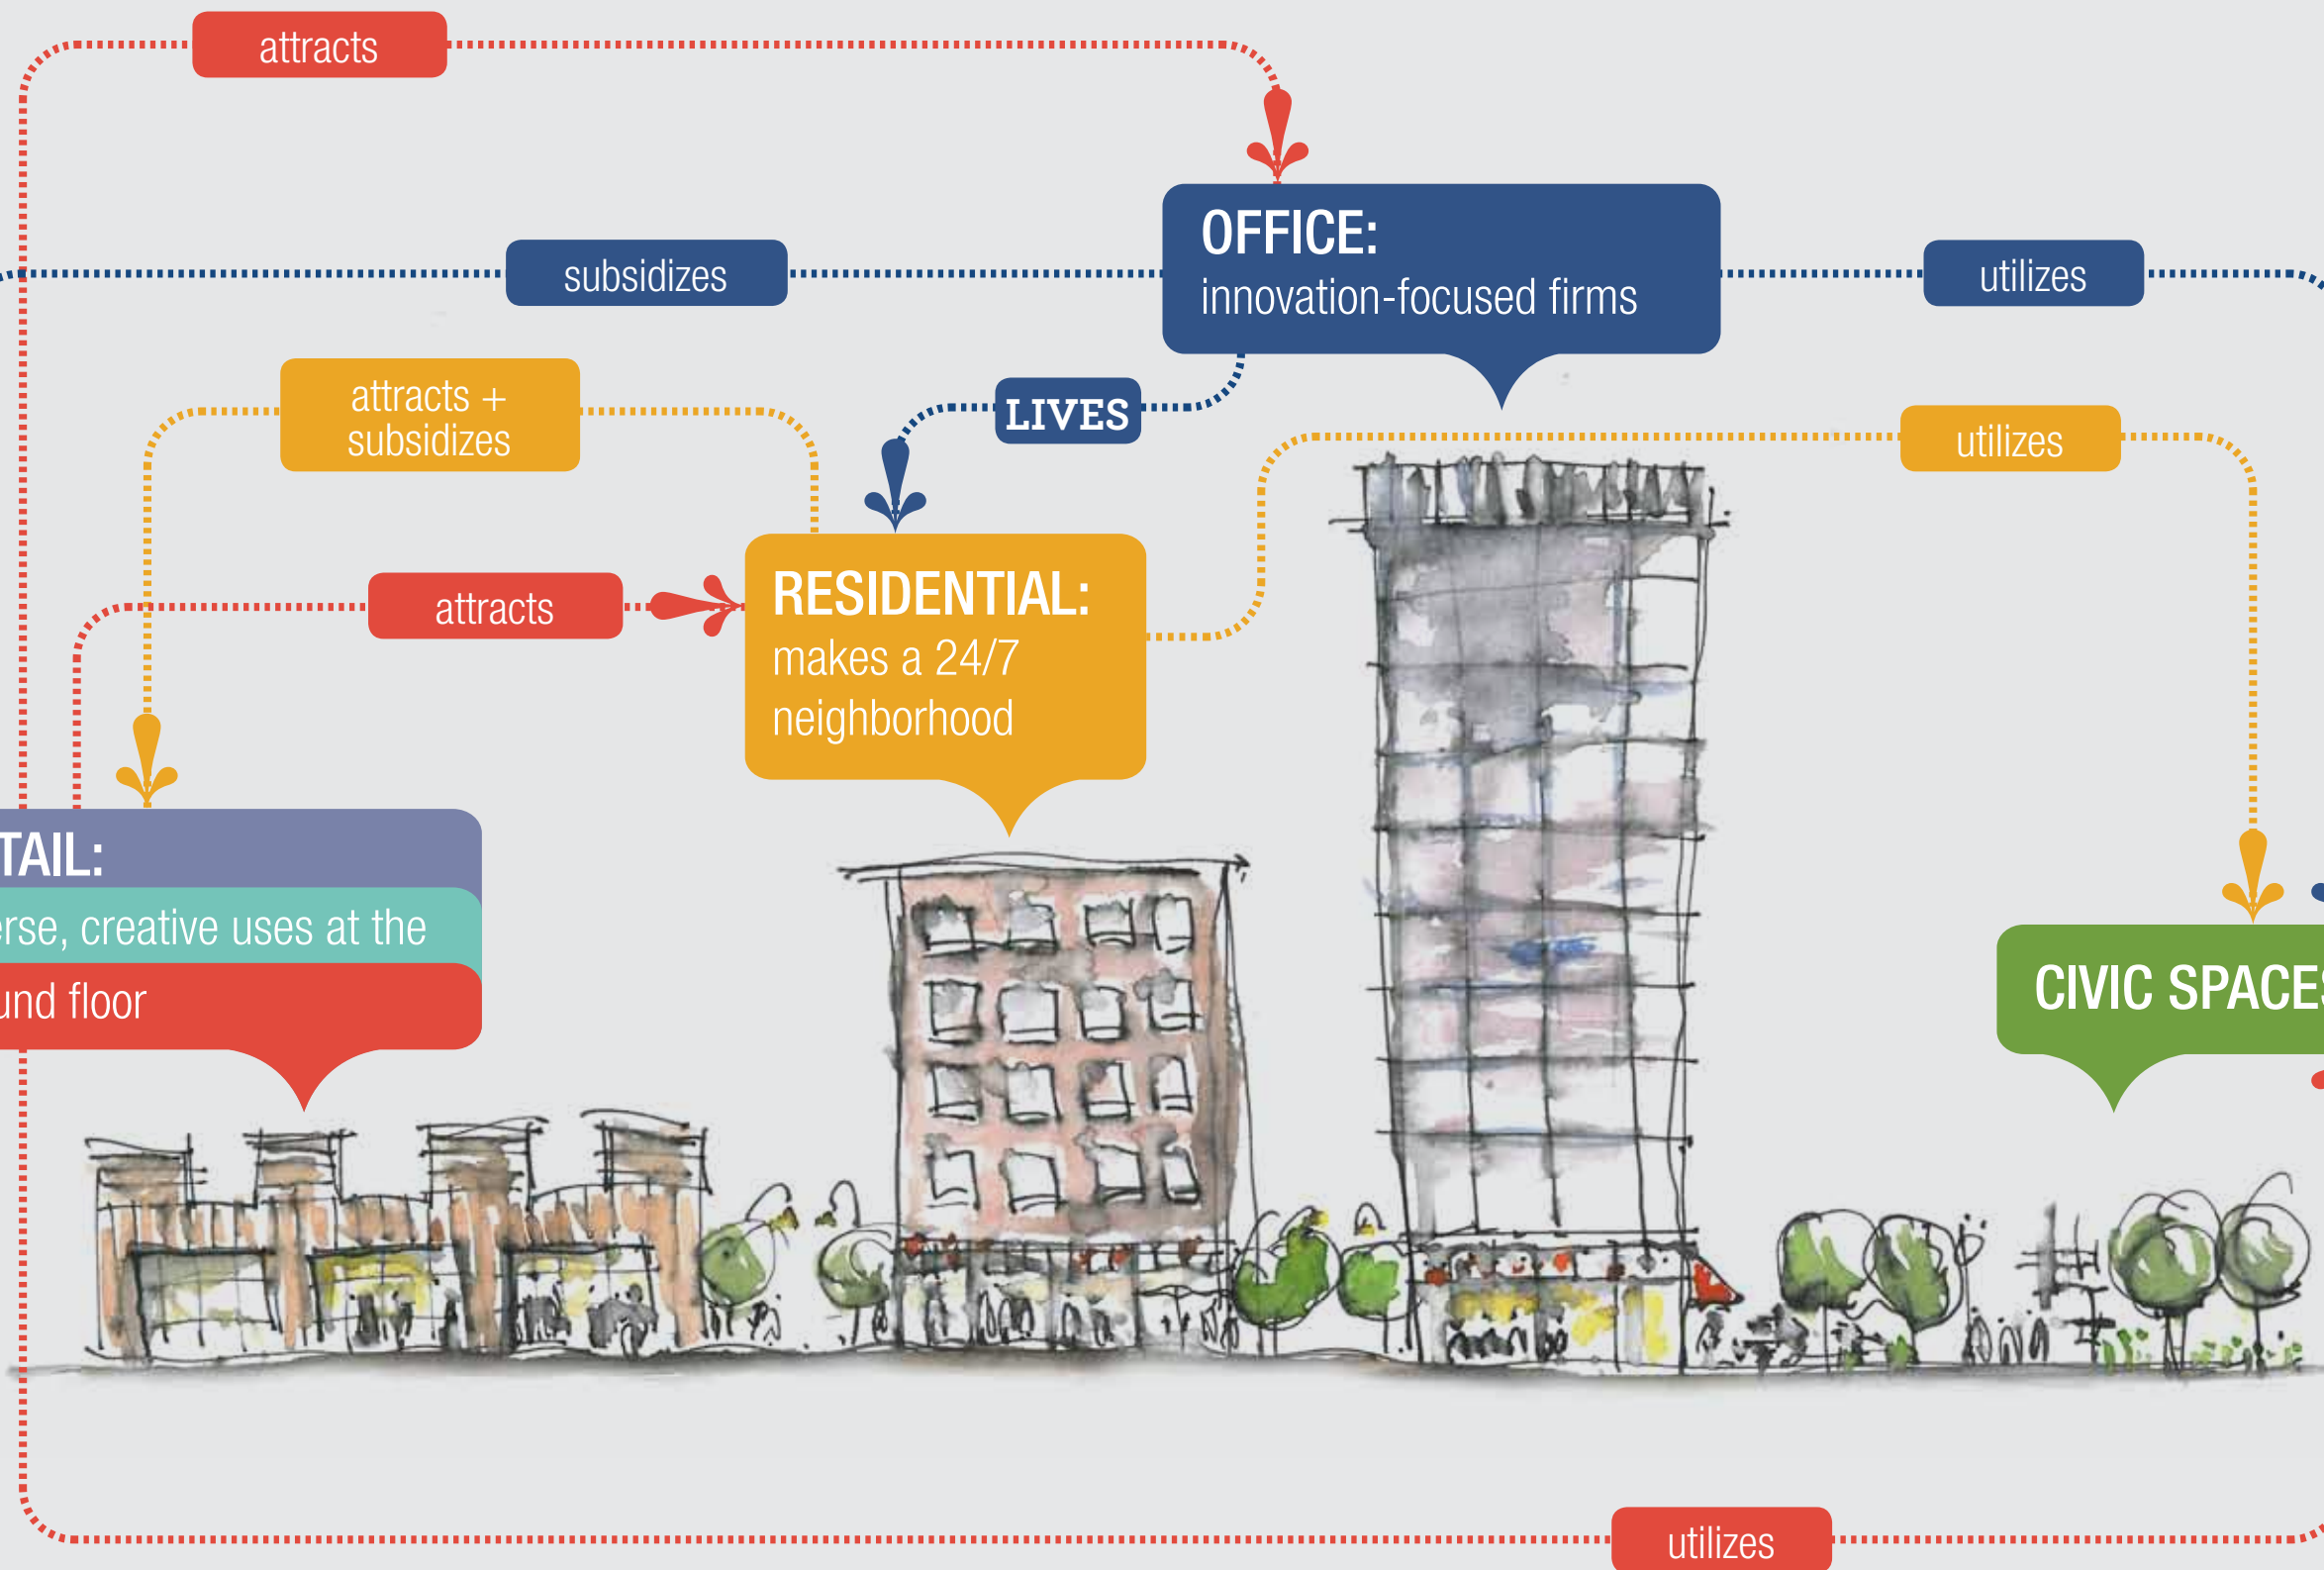 attracts
OFFICE:
innovation-focused firms
subsidizes
utilizes
attracts +
subsidizes
LIVES
utilizes
attracts
RESIDENTIAL:
makes a 24/7
neighborhood
TAIL:
erse, creative uses at the
und floor
CIVIC SPACES
utilizes